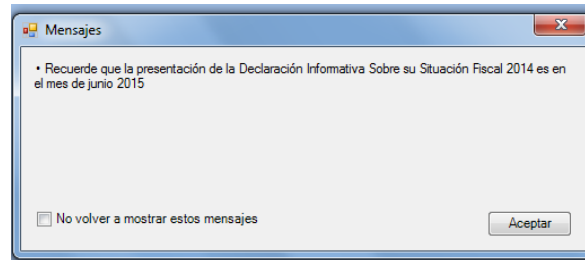 Mensajes
• Recuerde que la presentación de la Declaración Informativa Sobre su Situación Fiscal 2014 es en
el mes de junio 2015
No volver a mostrar estos mensajes
Aceptar